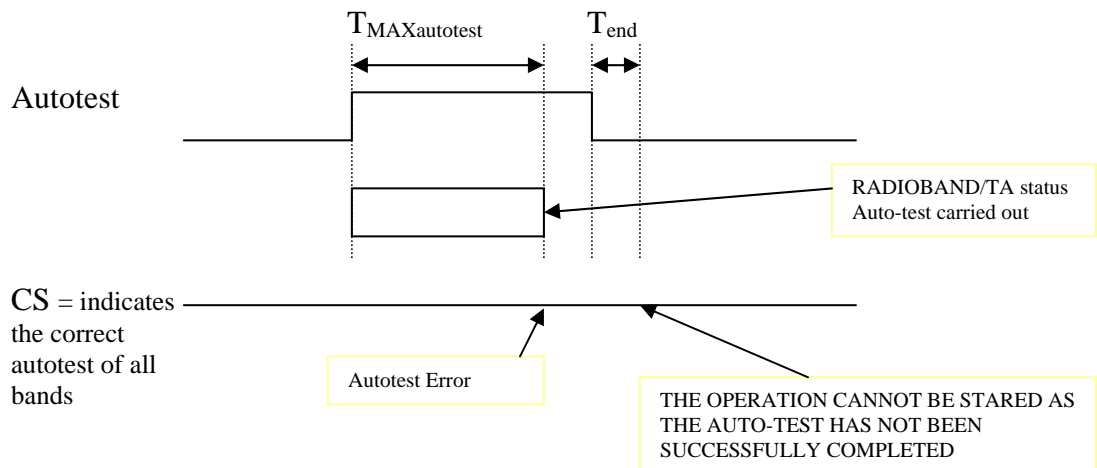 TMAXautotest
Tend
Autotest
RADIOBAND/TA status
Auto-test carried out
CS = indicates
the correct
autotest of all
bands
Autotest Error
THE OPERATION CANNOT BE STARED AS
THE AUTO-TEST HAS NOT BEEN
SUCCESSFULLY COMPLETED